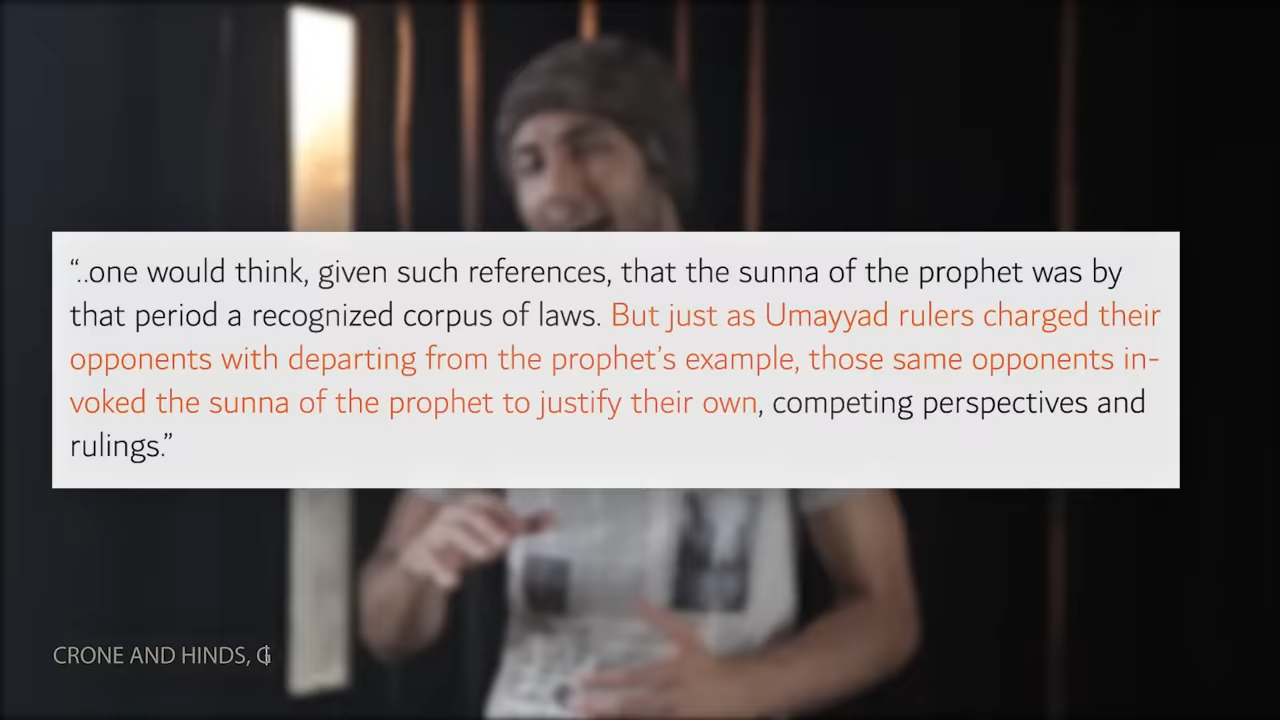 “..one would think, given such references, that the sunna of the prophet was by
that period a recognized corpus of laws. But just as Umayyad rulers charged their
opponents with departing from the prophet’s example, those same opponents in-
voked the sunna of the prophet to justify their own, competing perspectives and
rulings.”
CRONE AND HINDS,